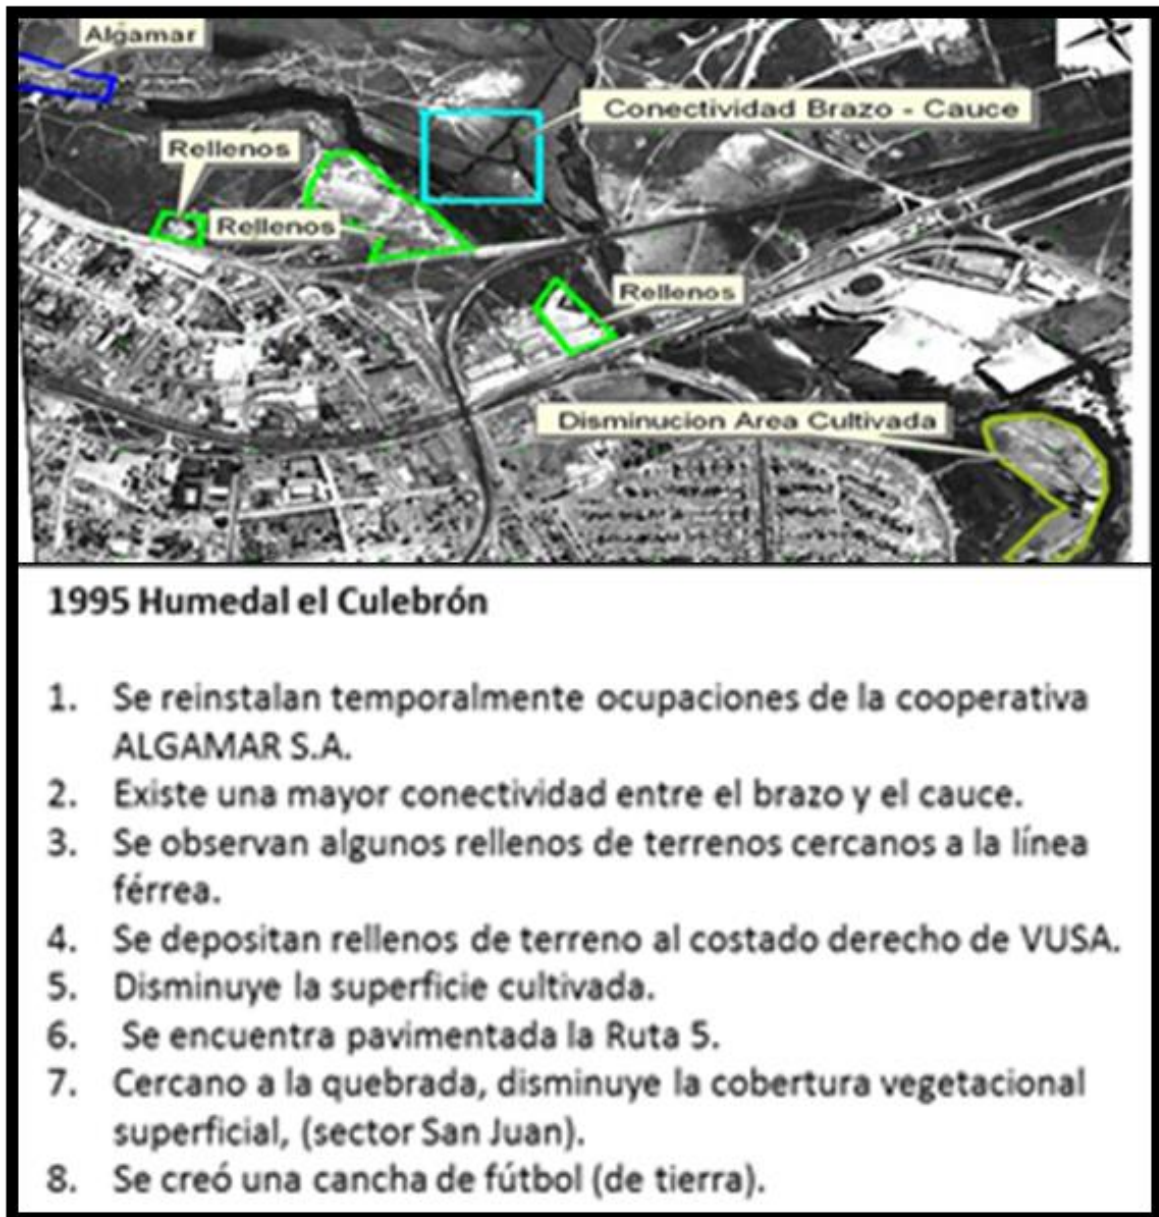 Algamar
Conectividad Brazo - Cauce
Rellenos
Rellenos
Rellenos
Disminucion Area Cultivada
1995 Humedal el Culebrón
1. Se reinstalan temporalmente ocupaciones de la cooperativa
ALGAMAR S.A.
2. Existe una mayor conectividad entre el brazo y el cauce.
3. Se observan algunos rellenos de terrenos cercanos a la línea
férrea.
4. Se depositan rellenos de terreno al costado derecho de VUSA.
5. Disminuye la superficie cultivada.
6. Se encuentra pavimentada la Ruta 5.
7. Cercano a la quebrada, disminuye la cobertura vegetacional
superficial, (sector San Juan).
8. Se creó una cancha de fútbol (de tierra).